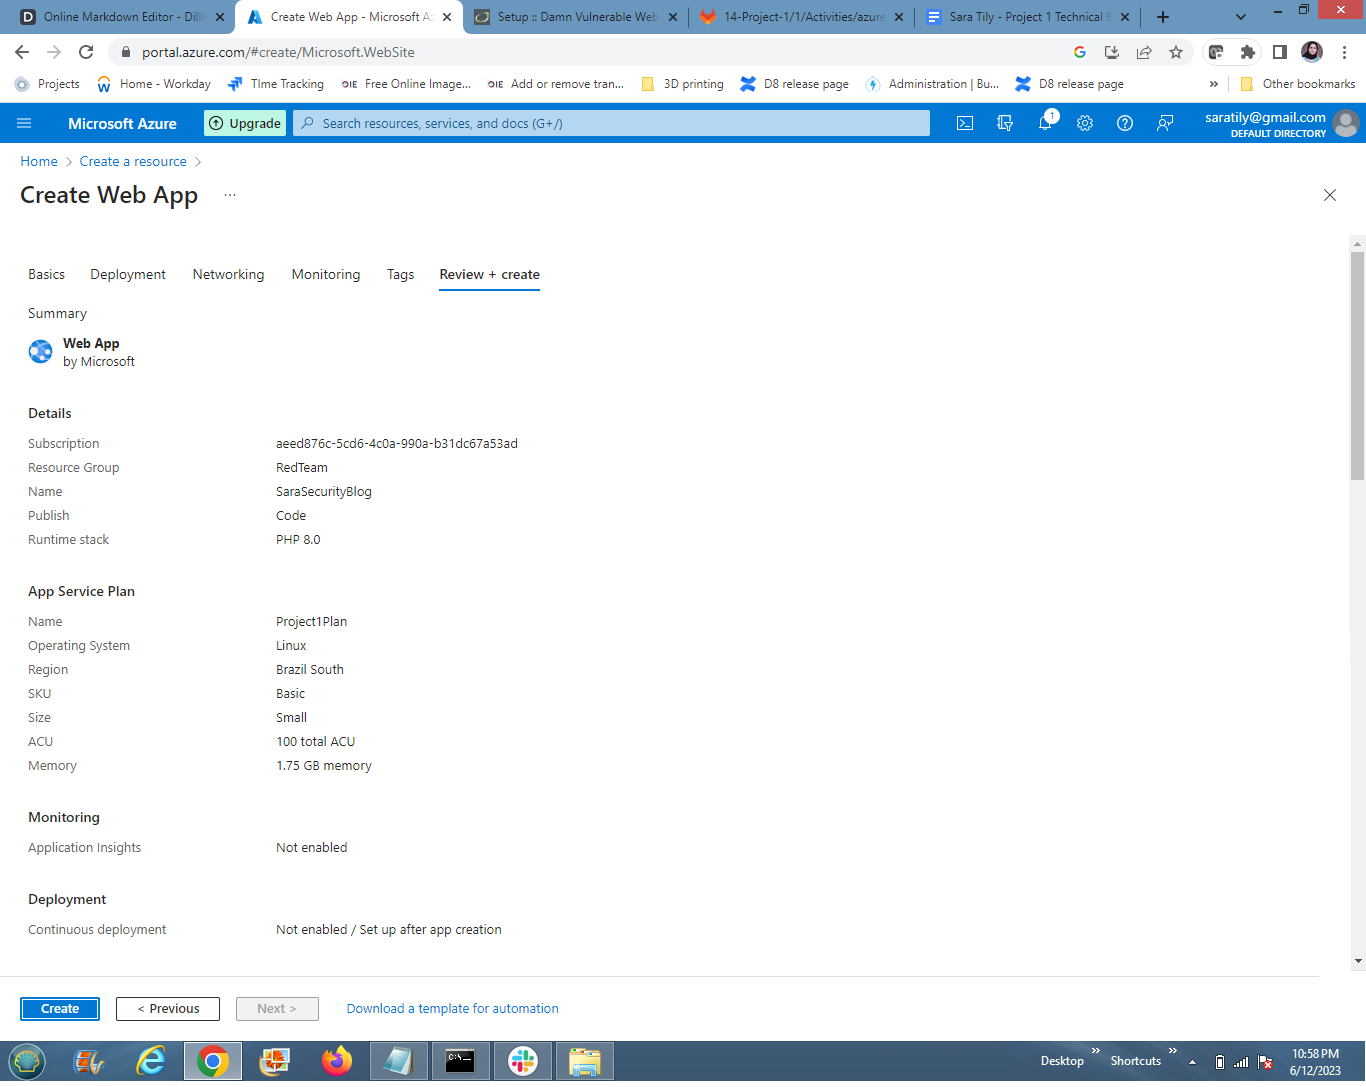 Online Markdown Editor - Dilli
Create Web App - Microsoft Az
Setup :: Damn Vulnerable Web
14-Project-1/1/Activities/azure
Sara Tily - Project 1 Technical B
portal.azure.com/#create/Microsoft.WebSite
Projects
Home - Workday
TIme Tracking
OIE Free Online Image...
OIE Add or remove tran...
3D printing
D8 release page
Administration | Bu...
D8 release page
»
Other bookmarks
Microsoft Azure
Upgrade
Search resources, services, and docs (G+/)
1
saratily@gmail.com
DEFAULT DIRECTORY
Home > Create a resource >
Create Web App ...
Basics Deployment Networking Monitoring Tags Review + create
Summary
Web App
by Microsoft
Details
Subscription aeed876c-5cd6-4c0a-990a-b31dc67a53ad
Resource Group RedTeam
Name SaraSecurityBlog
Publish Code
Runtime stack PHP 8.0
App Service Plan
Name Project1Plan
Operating System Linux
Region Brazil South
SKU Basic
Size Small
ACU 100 total ACU
Memory 1.75 GB memory
Monitoring
Application Insights Not enabled
Deployment
Continuous deployment Not enabled / Set up after app creation
Create < Previous Next > Download a template for automation
Desktop » Shortcuts »
10:58 PM
6/12/2023